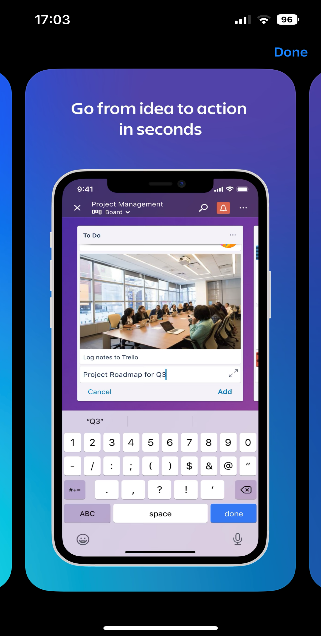 17:03
96
Done
Go from idea to action
in seconds
9:41
Project Management
Board
To Do
Log notes to Trello
Project Roadmap for Q3
Cancel
Add
"Q3"
1 2 3 4 5 6 7 8 9 0
- / : ; ( ) $ & @ "
#+= . , ? ! '
ABC space done